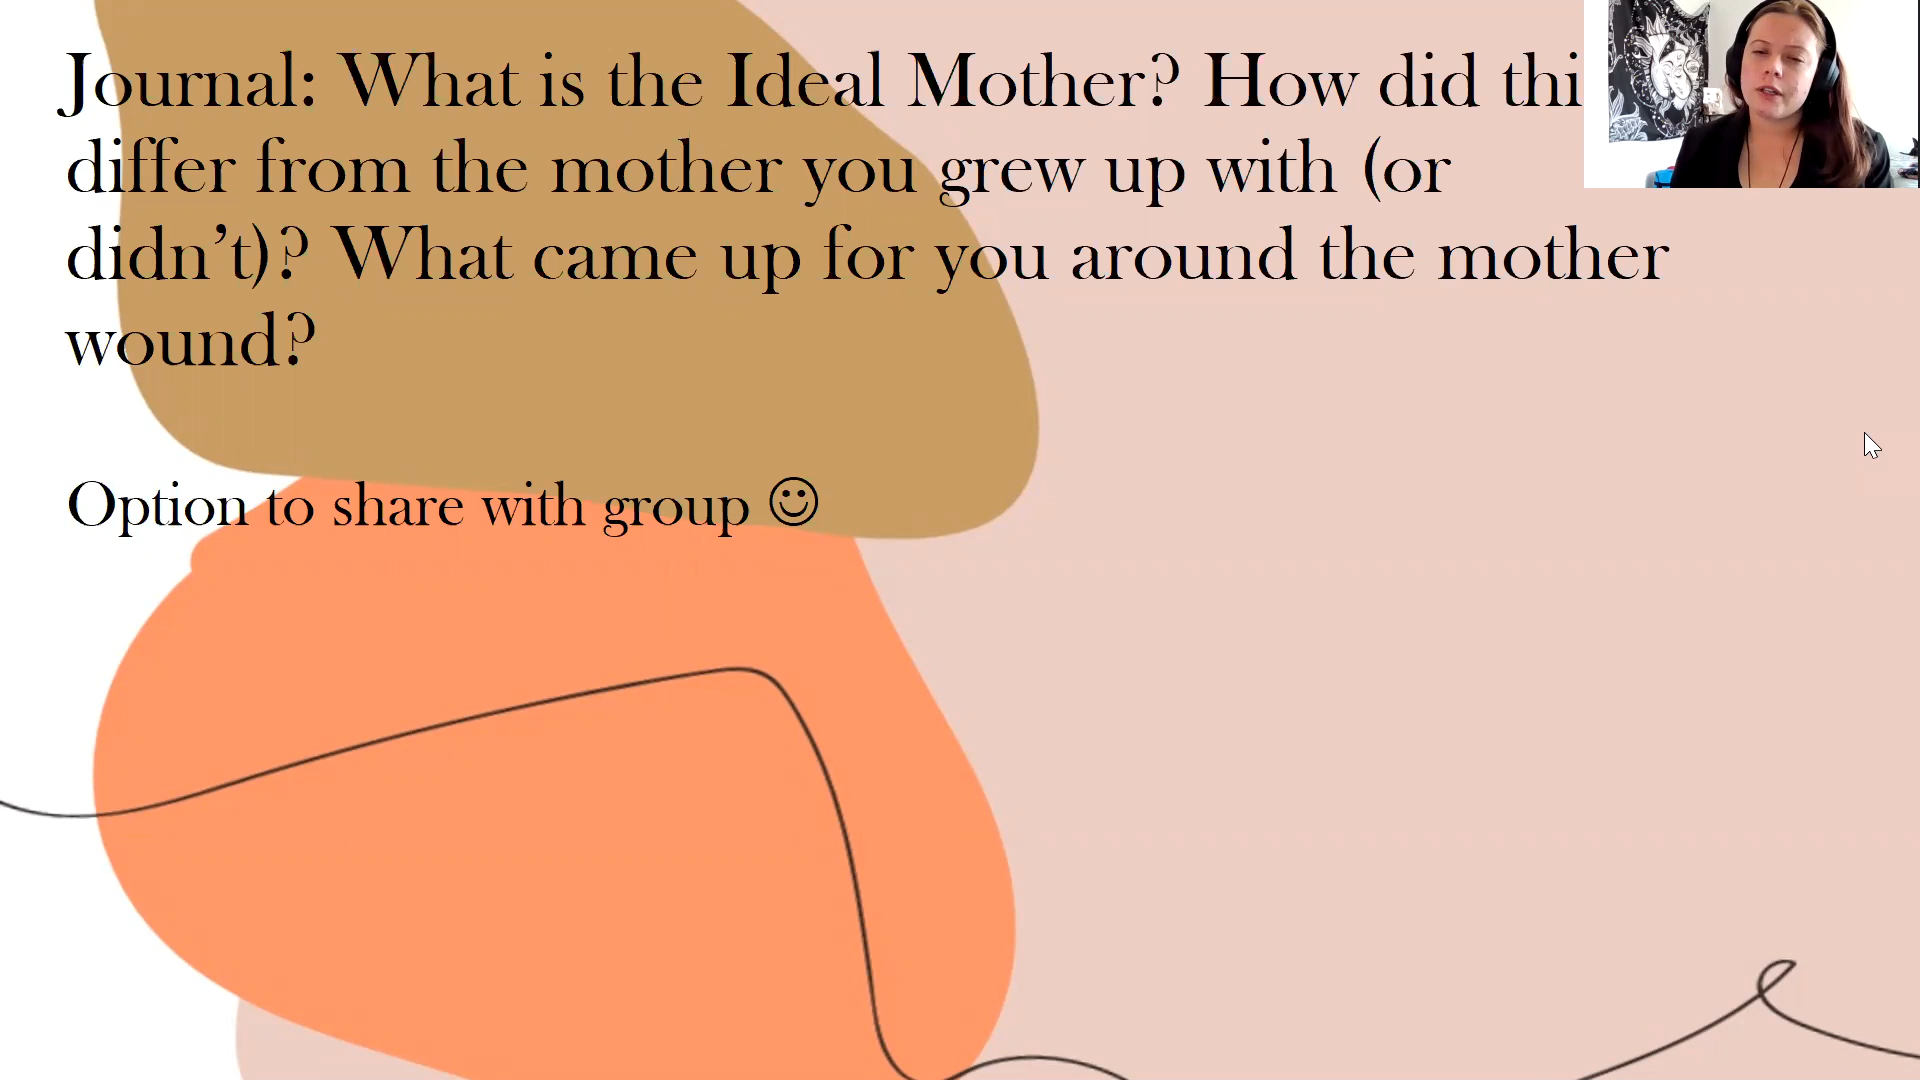 Journal: What is the Ideal Mother? How did thi
differ from the mother you grew up with (or
didn’t)? What came up for you around the mother
wound?
Option to share with group ☺